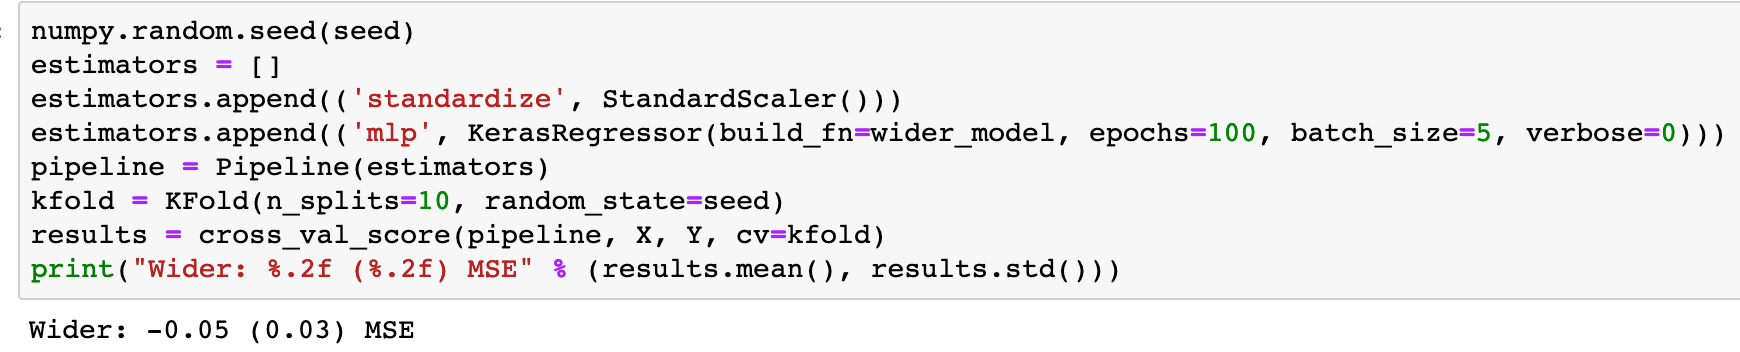 numpy.random.seed(seed)
estimators = []
estimators.append(('standardize', StandardScaler()))
estimators.append(('mlp', KerasRegressor(build_fn=wider_model, epochs=100, batch_size=5, verbose=0)))
pipeline = Pipeline(estimators)
kfold = KFold(n_splits=10, random_state=seed)
results = cross_val_score(pipeline, X, Y, cv=kfold)
print("Wider: %.2f (%.2f) MSE" % (results.mean(), results.std()))
Wider: -0.05 (0.03) MSE